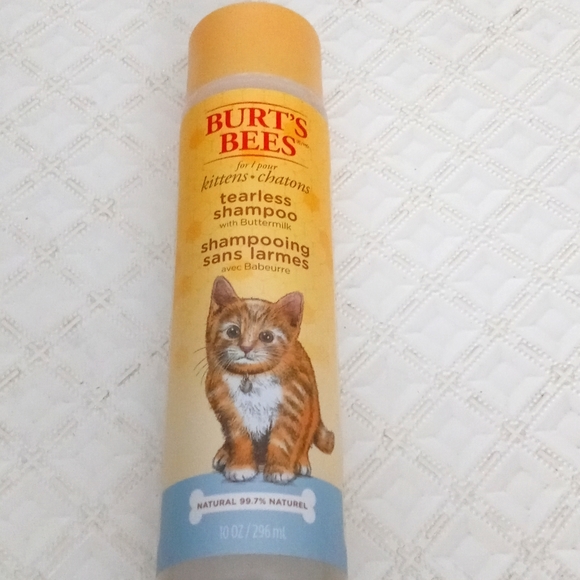 BURT'S
BEES
for / pour
kittens • chatons
tearless
shampoo
with Buttermilk
shampooing
sans larmes
avec Babeurre
NATURAL 99.7% NATUREL
10 OZ / 296 mL